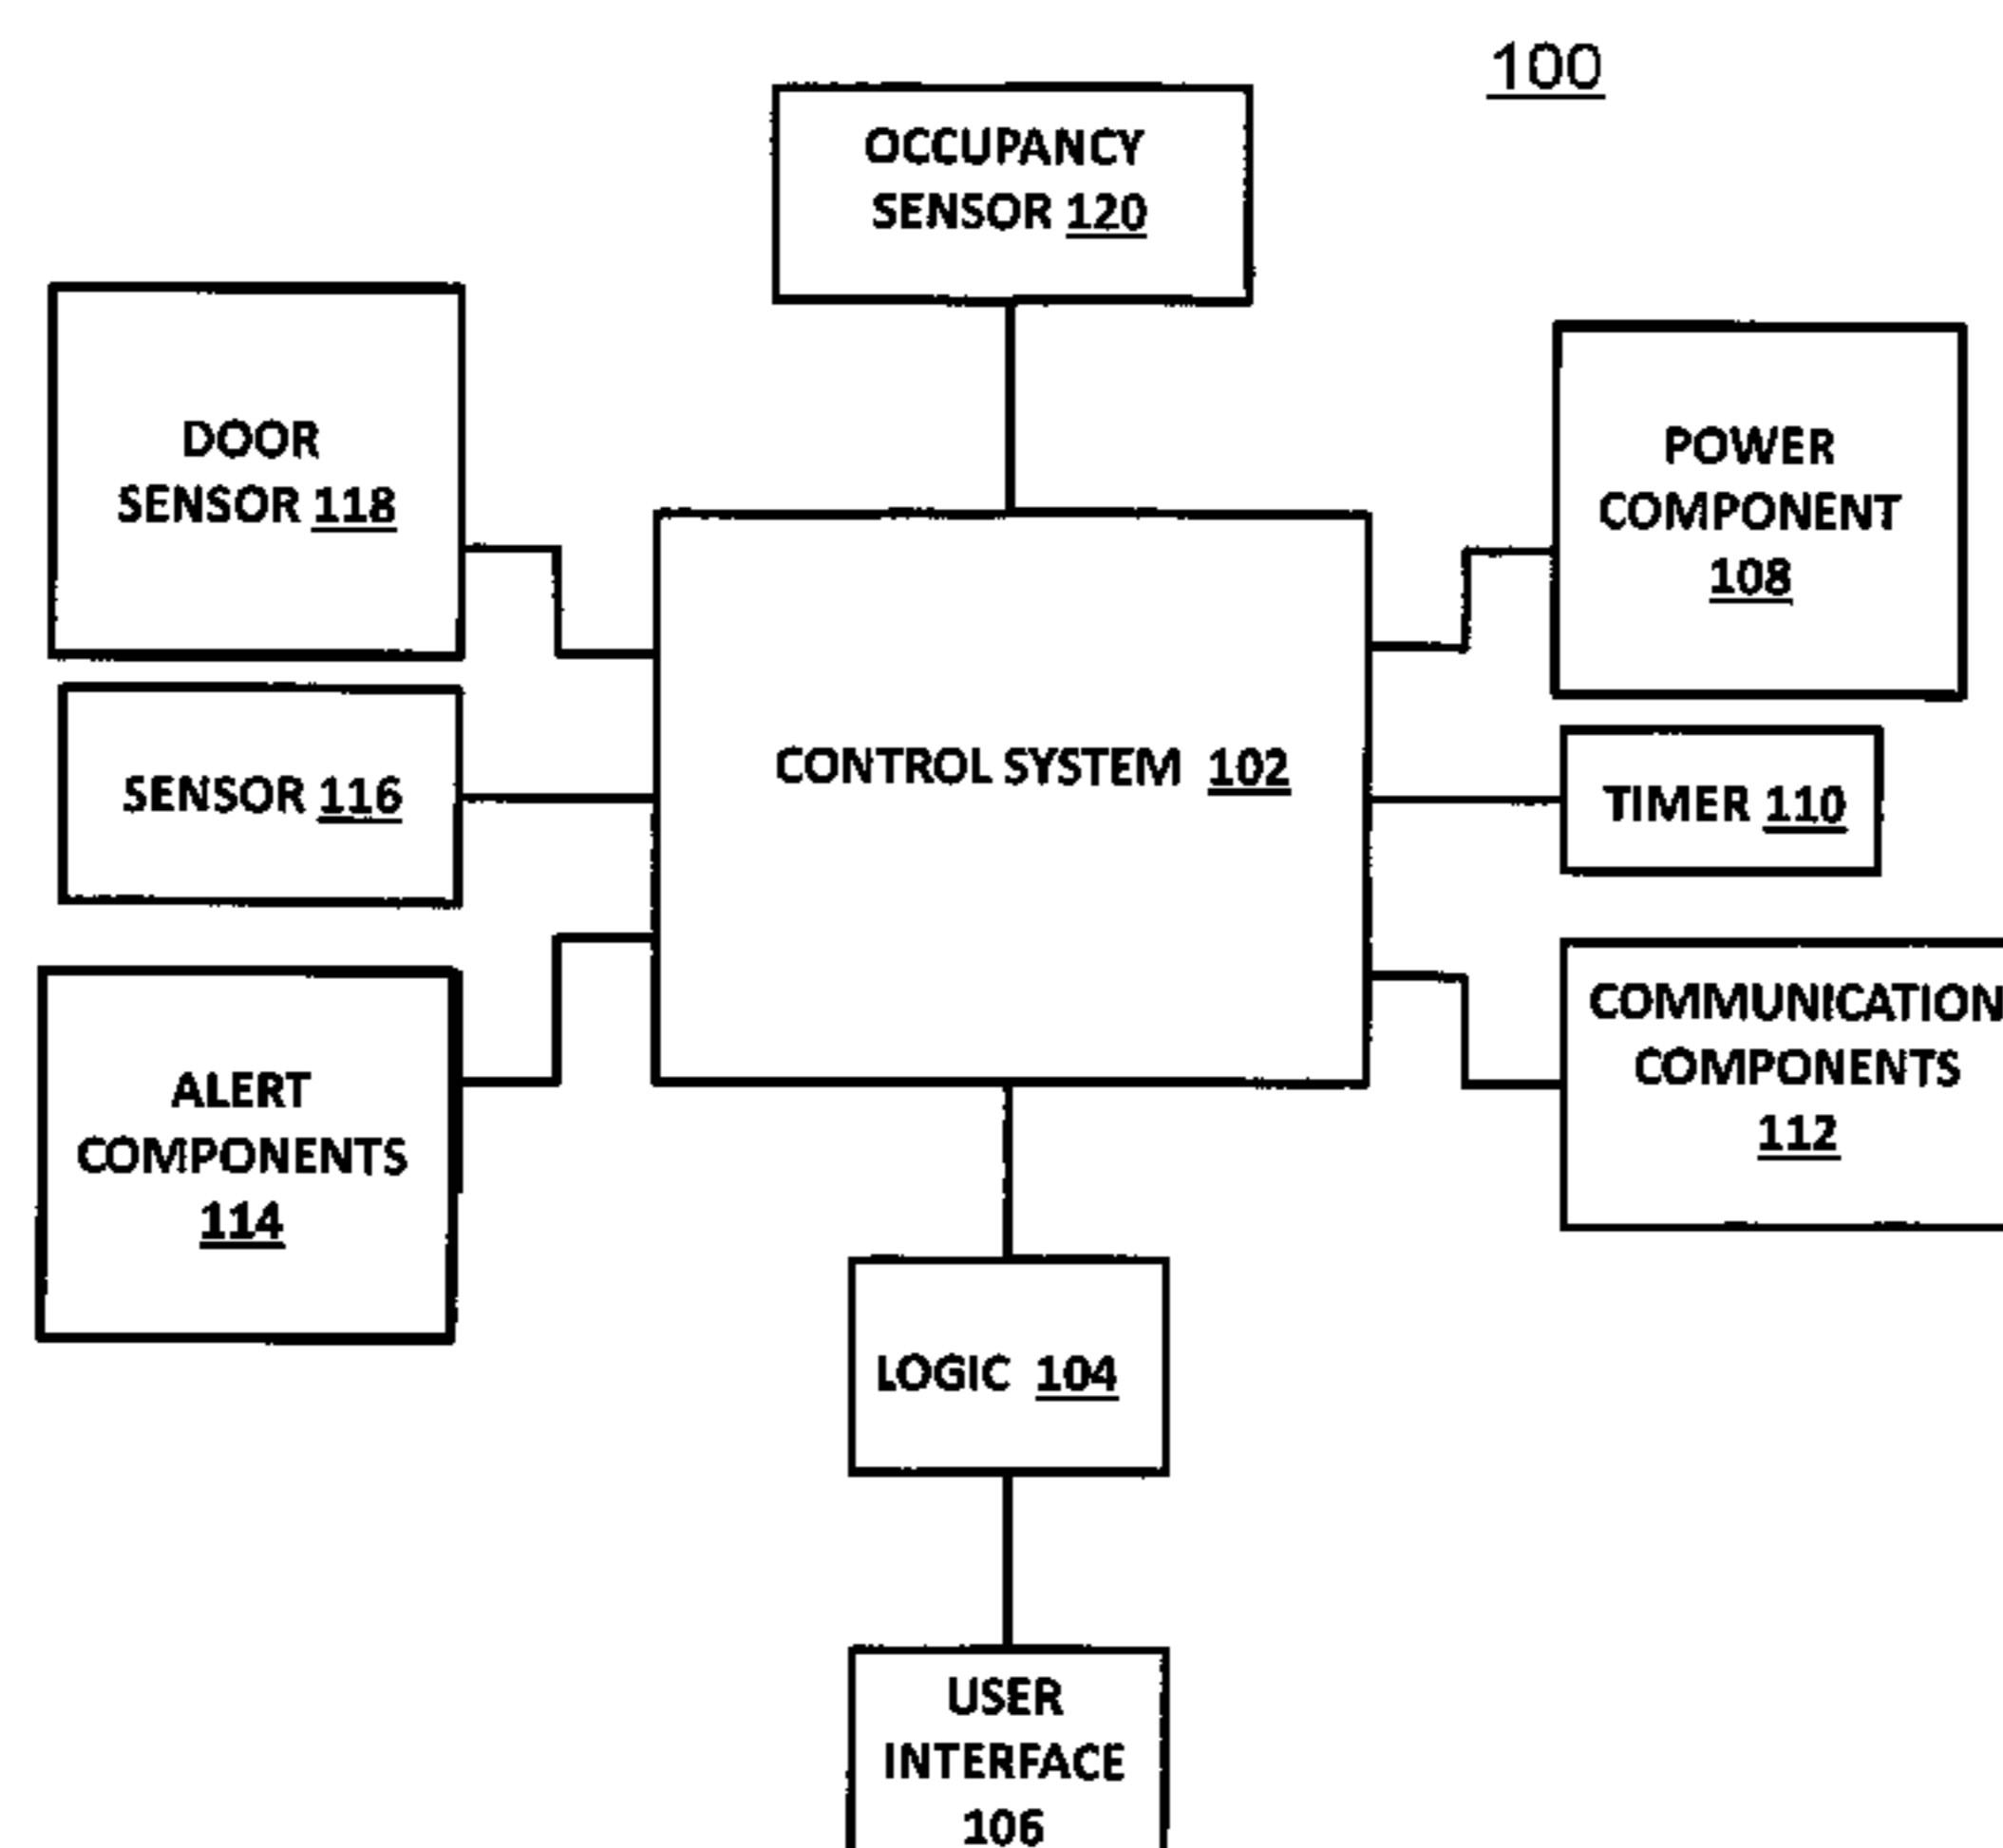 100
OCCUPANCY
SENSOR 120
DOOR
SENSOR 118
POWER
COMPONENT
108
CONTROL SYSTEM 102
SENSOR 116
TIMER 110
ALERT
COMPONENTS
114
COMMUNICATION
COMPONENTS
112
LOGIC 104
USER
INTERFACE
106